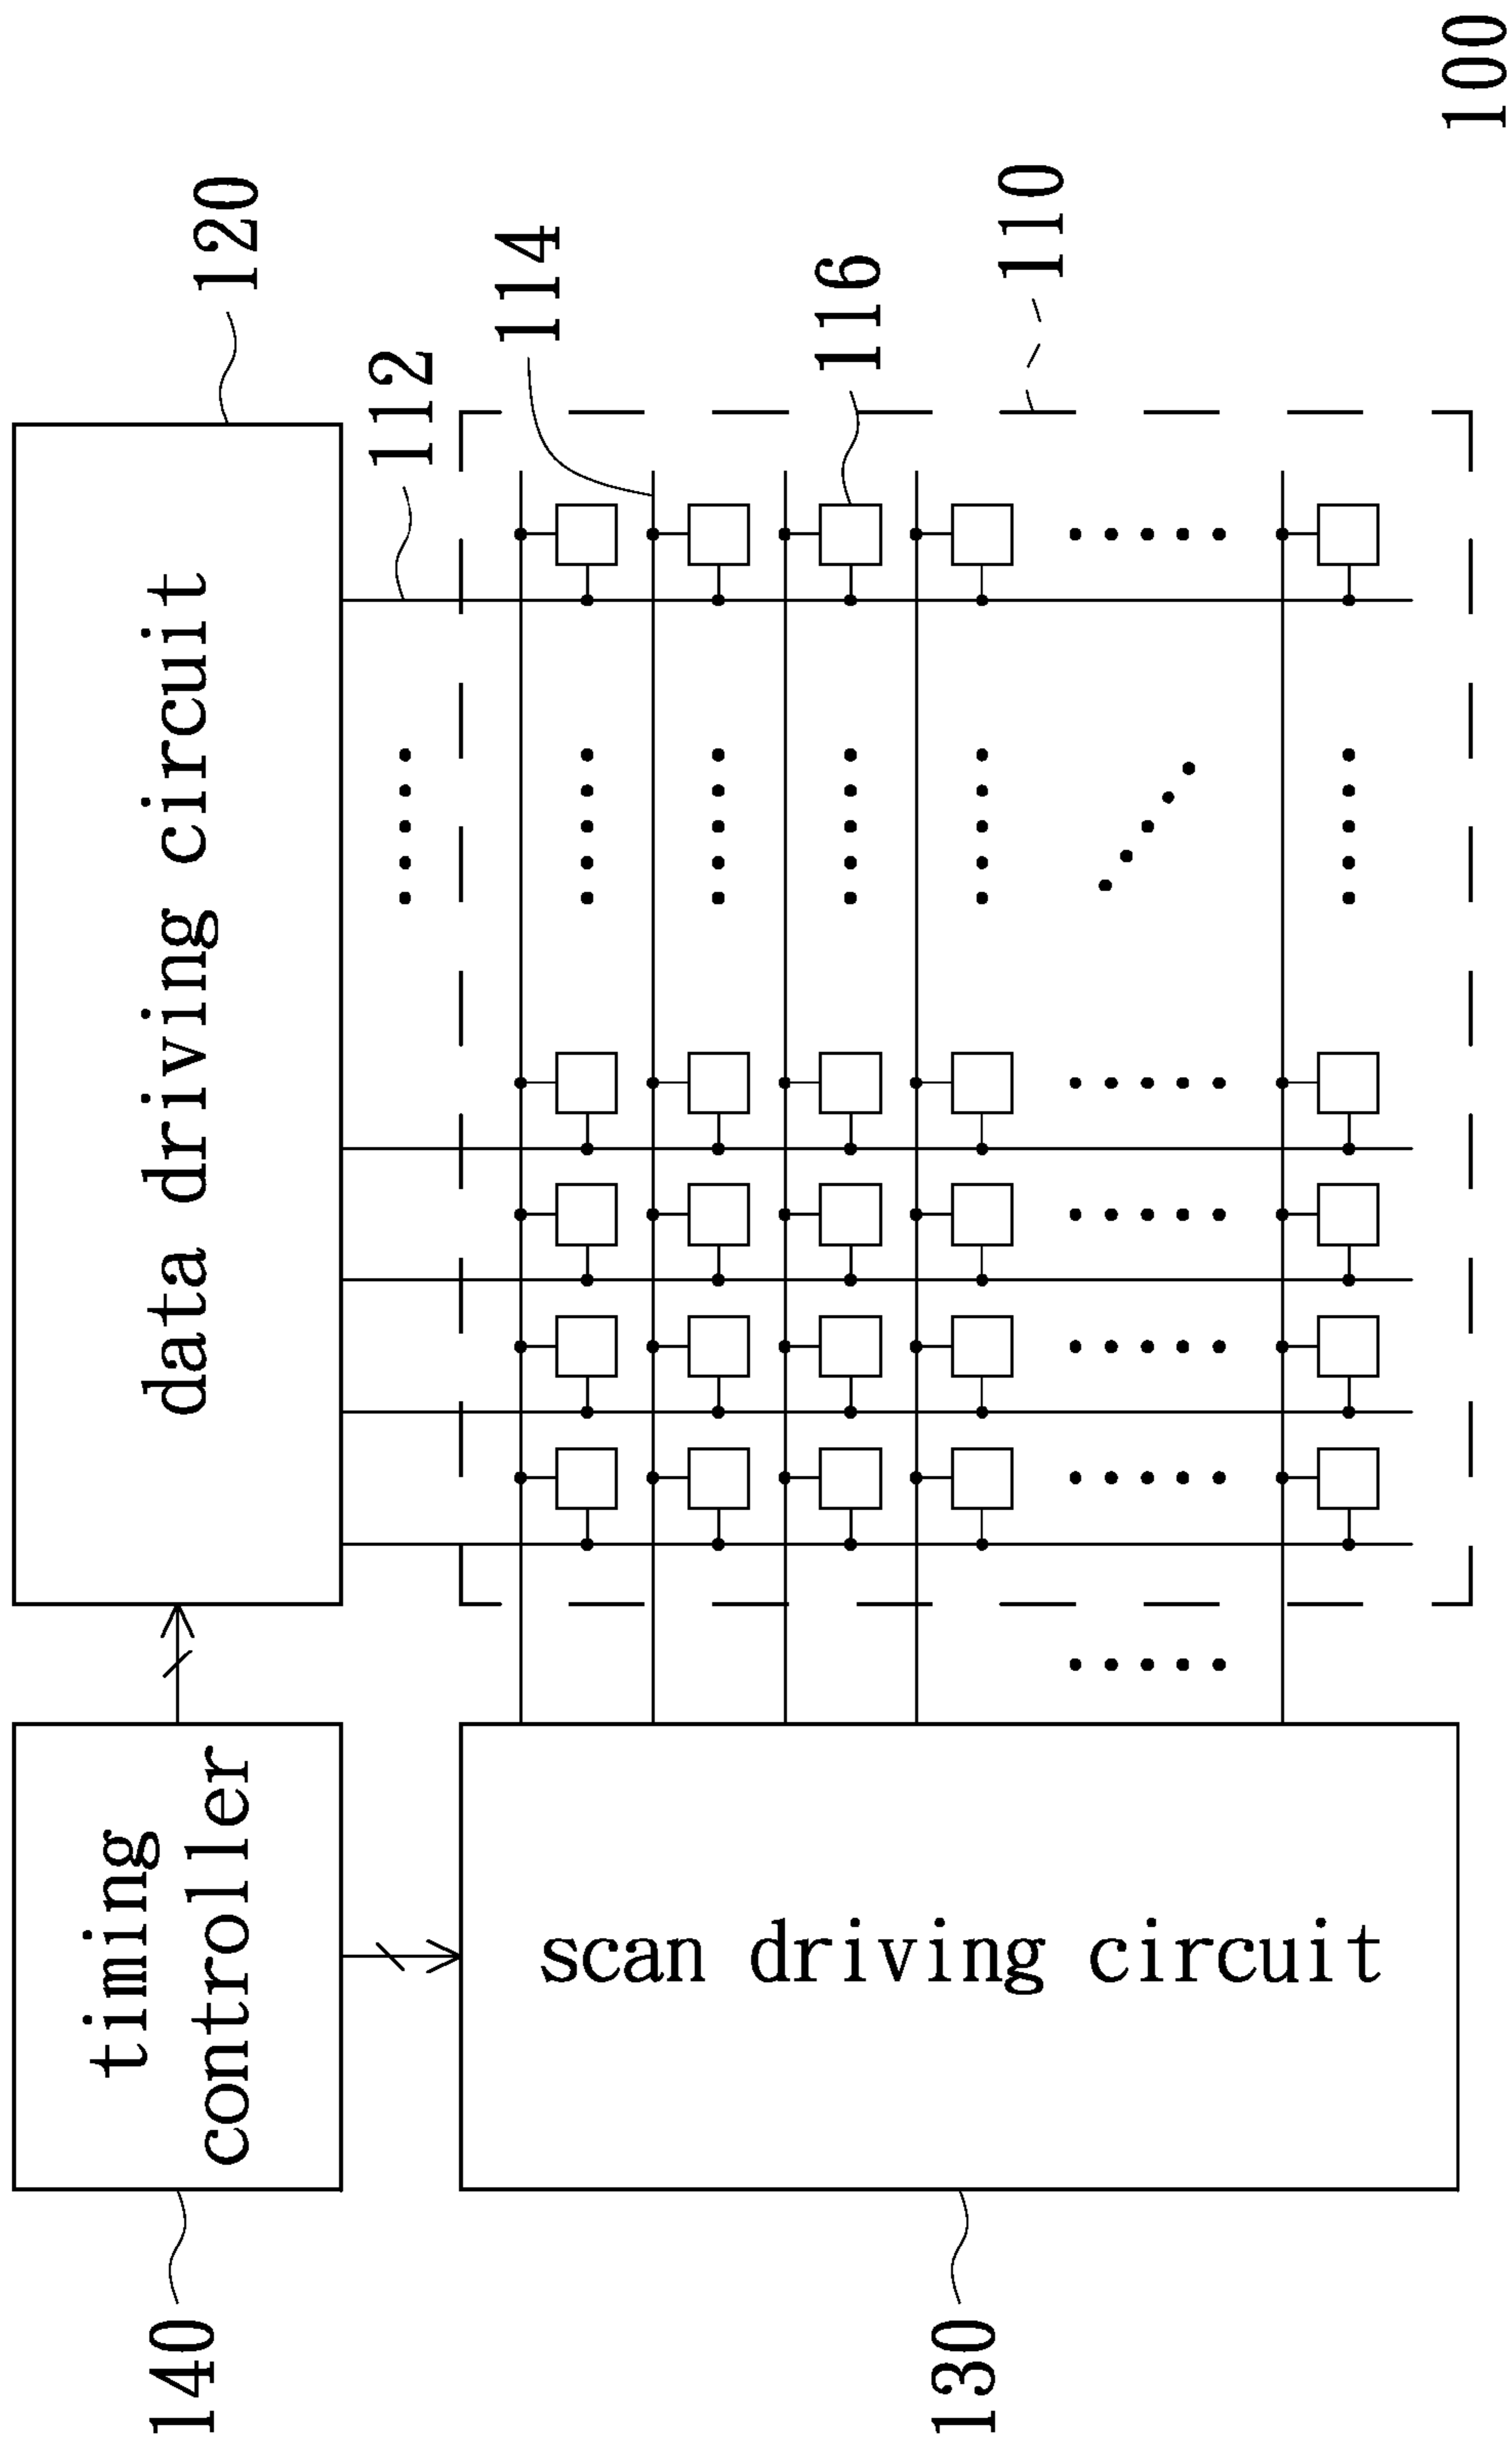 140
timing
controller
data driving circuit
120
112
114
116
110
130
scan driving circuit
100